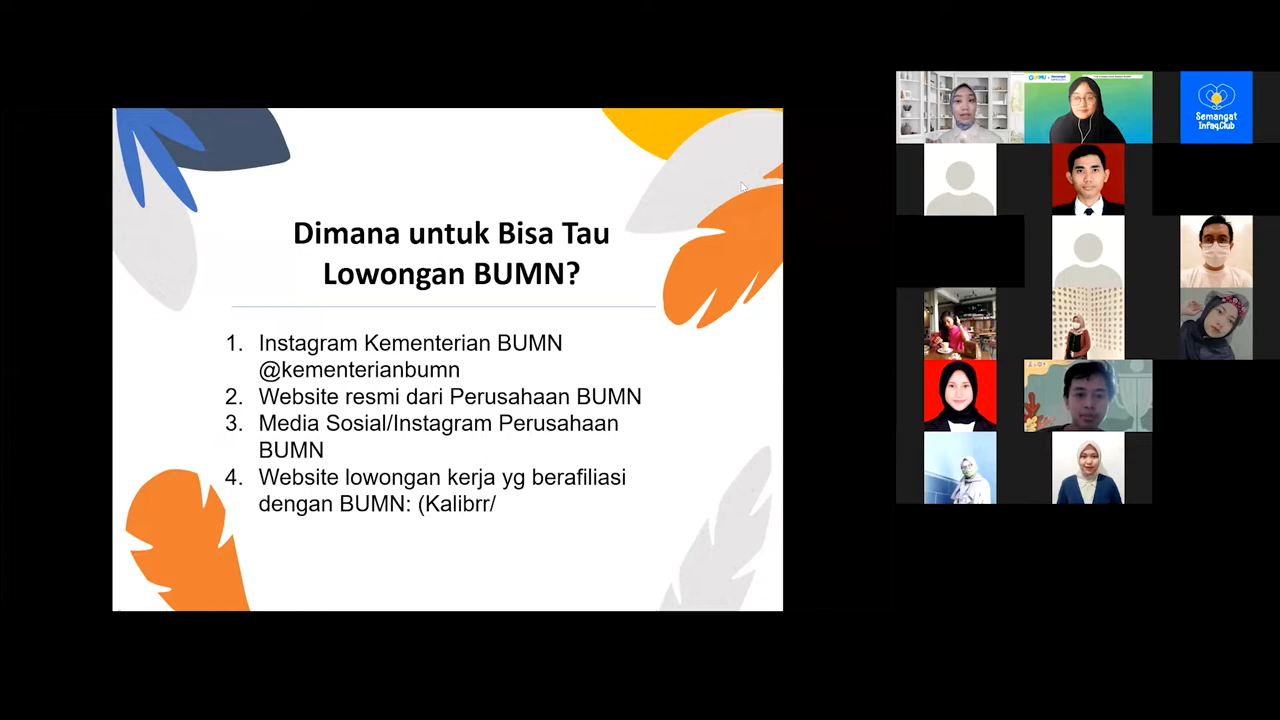 Dimana untuk Bisa Tau
Lowongan BUMN?
1. Instagram Kementerian BUMN
@kementerianbumn
2. Website resmi dari Perusahaan BUMN
3. Media Sosial/Instagram Perusahaan
BUMN
4. Website lowongan kerja yg berafiliasi
dengan BUMN: (Kalibrr/
Semangat
Infaq.Club